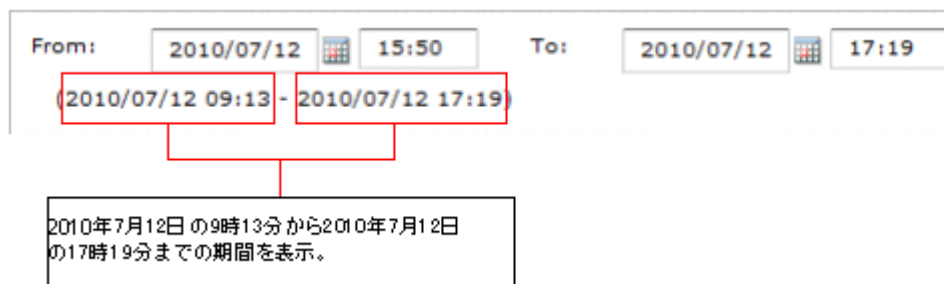 From: 2010/07/12 15:50 To: 2010/07/12 17:19
(2010/07/12 09:13 - 2010/07/12 17:19)
2010年7月12日の9時13分から2010年7月12日
の17時19分までの期間を表示。